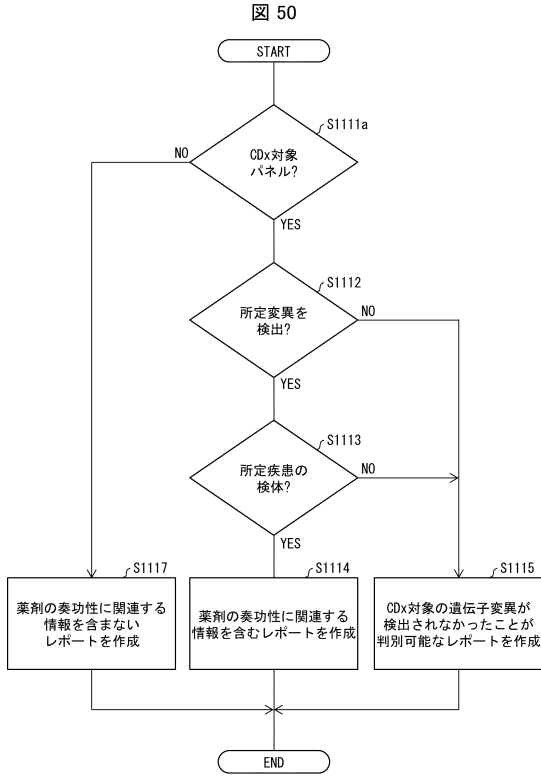 図 50
START
S1111a
CDx対象
パネル?
NO
YES
S1112
所定変異を
検出?
NO
YES
S1113
所定疾患の
検体?
NO
YES
S1117
薬剤の奏功性に関連する
情報を含まない
レポートを作成
S1114
薬剤の奏功性に関連する
情報を含むレポートを作成
S1115
CDx対象の遺伝子変異が
検出されなかったことが
判別可能なレポートを作成
END